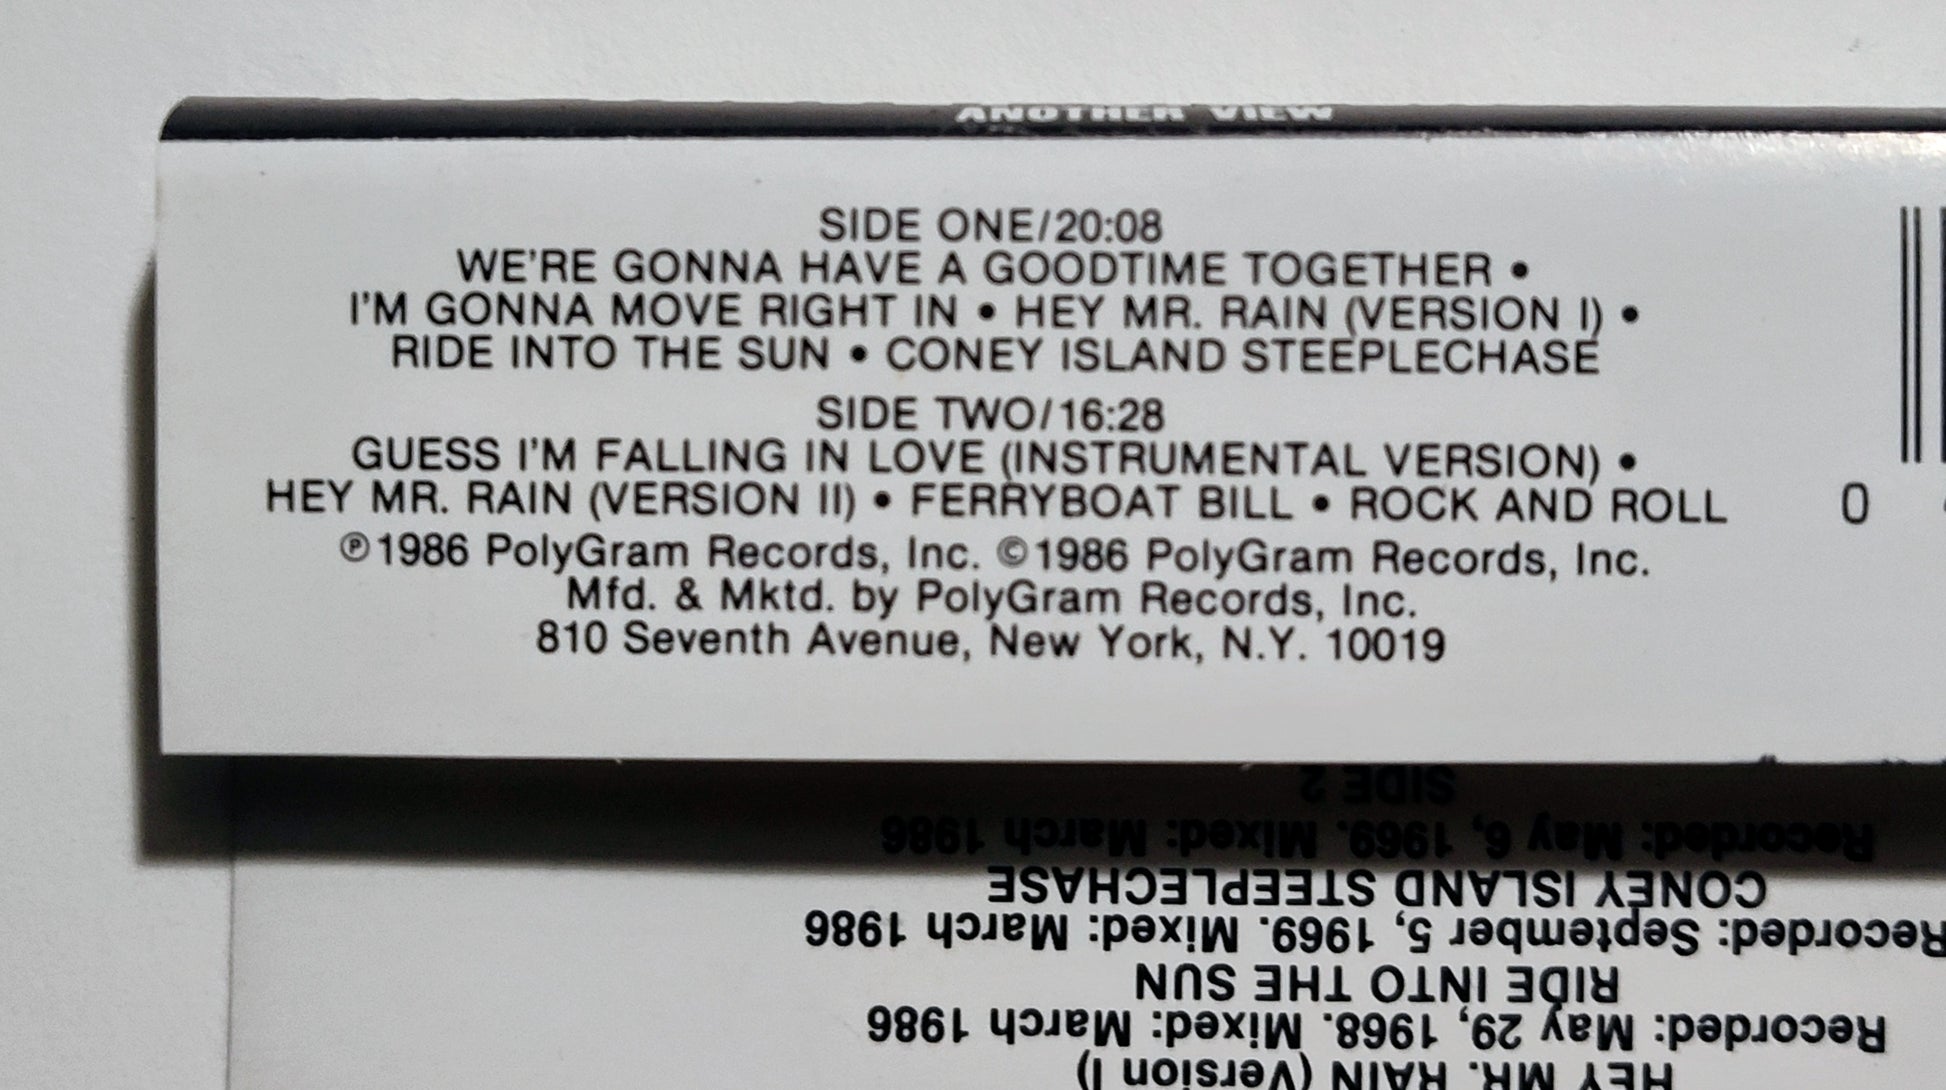 ANOTHER VIEW
SIDE ONE/20:08
WE'RE GONNA HAVE A GOODTIME TOGETHER •
I'M GONNA MOVE RIGHT IN • HEY MR. RAIN (VERSION I) •
RIDE INTO THE SUN • CONEY ISLAND STEEPLECHASE
SIDE TWO/16:28
GUESS I'M FALLING IN LOVE (INSTRUMENTAL VERSION) •
HEY MR. RAIN (VERSION II) • FERRYBOAT BILL • ROCK AND ROLL
℗1986 PolyGram Records, Inc. ©1986 PolyGram Records, Inc.
Mfd. & Mktd. by PolyGram Records, Inc.
810 Seventh Avenue, New York, N.Y. 10019
0
HEY MR. RAIN (Version I)
Recorded: May 29, 1968. Mixed: March 1986
RIDE INTO THE SUN
Recorded: September 5, 1969. Mixed: March 1986
CONEY ISLAND STEEPLECHASE
Recorded: May 6, 1969. Mixed: March 1986
SIDE 2